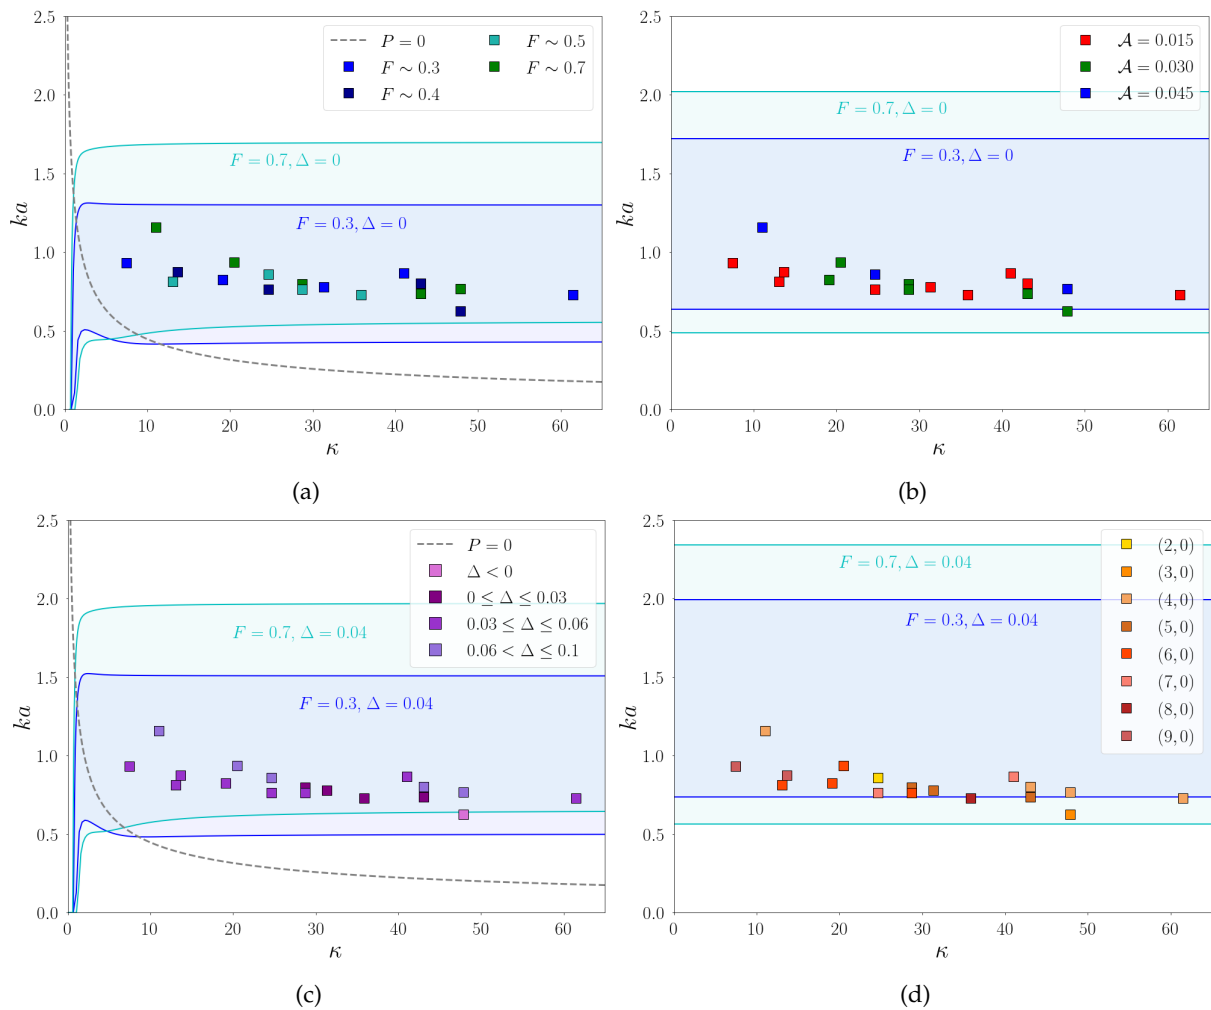 2.5
2.0
1.5
1.0
0.5
0.0
ka
0 10 20 30 40 50 60
κ
P = 0
F ∼ 0.3
F ∼ 0.4
F ∼ 0.5
F ∼ 0.7
F = 0.7, Δ = 0
F = 0.3, Δ = 0
(a)
2.5
2.0
1.5
1.0
0.5
0.0
ka
0 10 20 30 40 50 60
κ
𝒜 = 0.015
𝒜 = 0.030
𝒜 = 0.045
F = 0.7, Δ = 0
F = 0.3, Δ = 0
(b)
2.5
2.0
1.5
1.0
0.5
0.0
ka
0 10 20 30 40 50 60
κ
P = 0
Δ < 0
0 ≤ Δ ≤ 0.03
0.03 ≤ Δ ≤ 0.06
0.06 < Δ ≤ 0.1
F = 0.7, Δ = 0.04
F = 0.3, Δ = 0.04
(c)
2.5
2.0
1.5
1.0
0.5
0.0
ka
0 10 20 30 40 50 60
κ
(2, 0)
(3, 0)
(4, 0)
(5, 0)
(6, 0)
(7, 0)
(8, 0)
(9, 0)
F = 0.7, Δ = 0.04
F = 0.3, Δ = 0.04
(d)